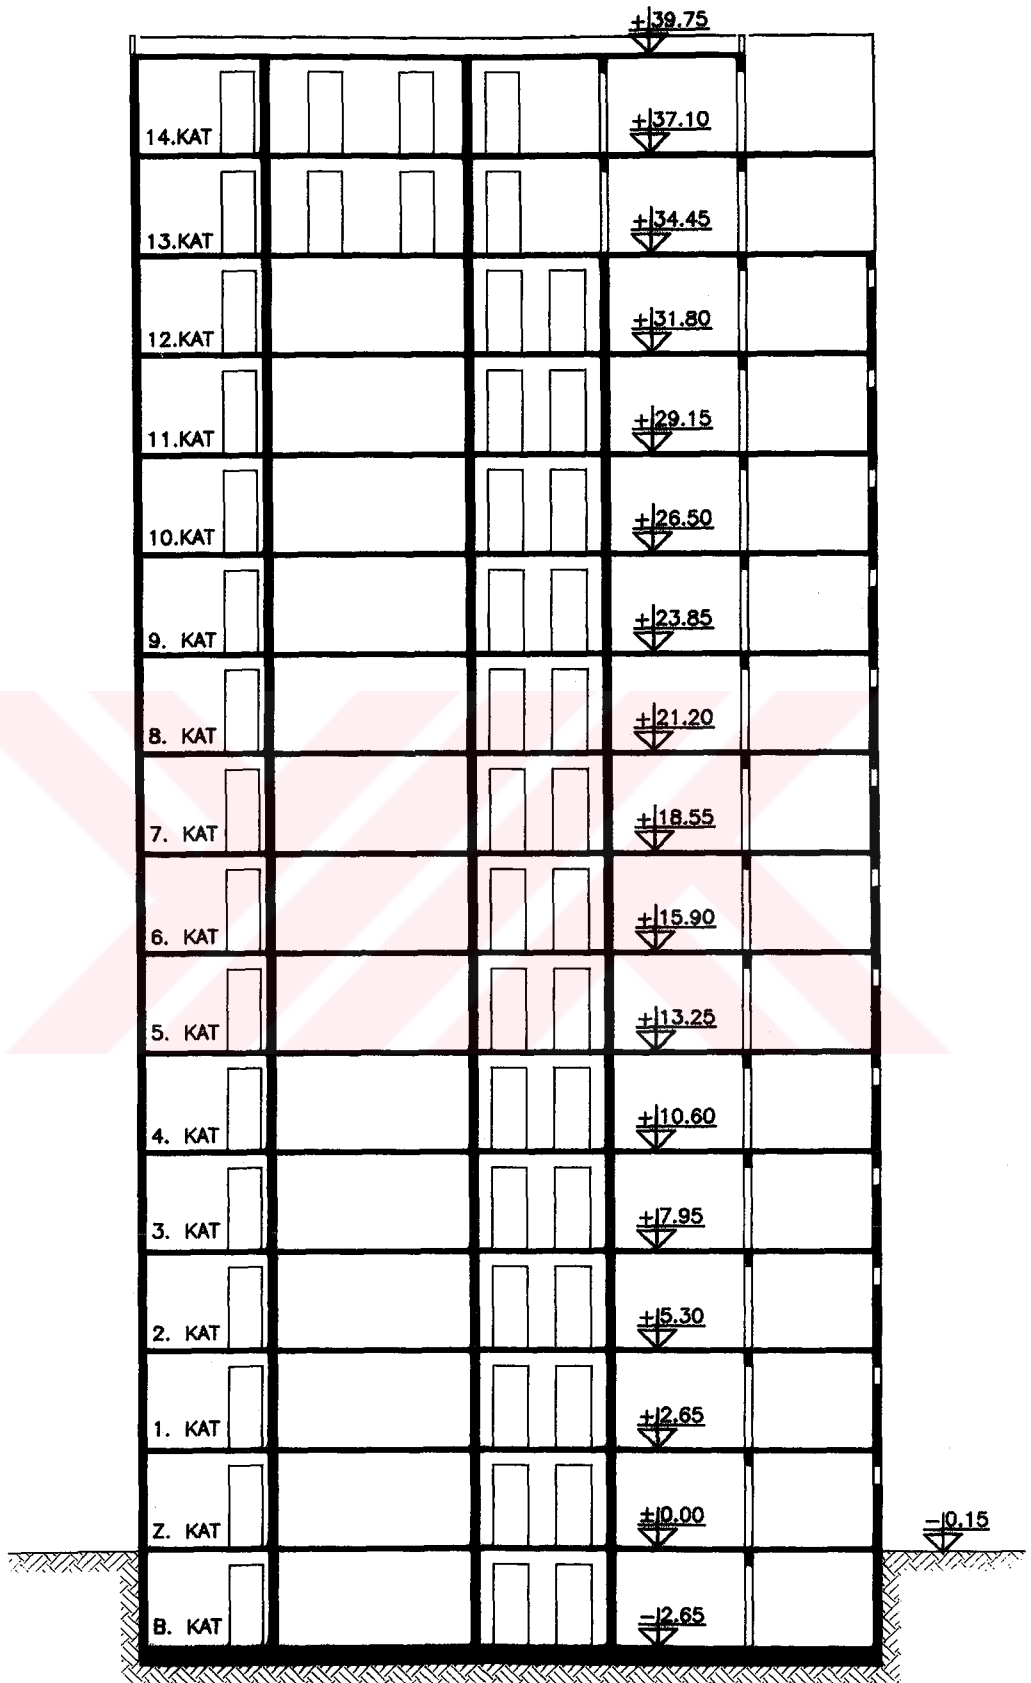 +39.75
14.KAT
+37.10
13.KAT
+34.45
12.KAT
+31.80
11.KAT
+29.15
10.KAT
+26.50
9. KAT
+23.85
8. KAT
+21.20
7. KAT
+18.55
6. KAT
+15.90
5. KAT
+13.25
4. KAT
+10.60
3. KAT
+7.95
2. KAT
+5.30
1. KAT
+2.65
Z. KAT
±0.00
-0.15
B. KAT
-2.65